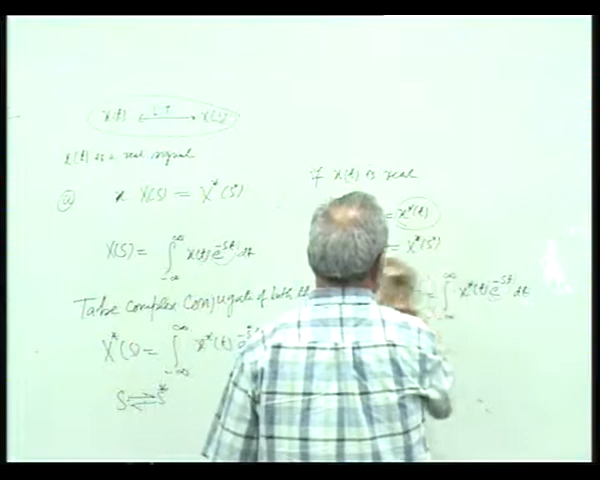 x(t) ⟷ X(s)
L.T
x(t) is a real signal
(a) X(S) = X*(S*)
X(S) = ∫_{-∞}^{∞} x(t) e^{-St} dt
Take complex conjugate of both
X*(S) = ∫_{-∞}^{∞} x*(t)
S ⇌ S*
if x(t) is real
= x*(t)
= X*(S*)
= ∫_{-∞}^{∞} x*(t) e^{-St} dt